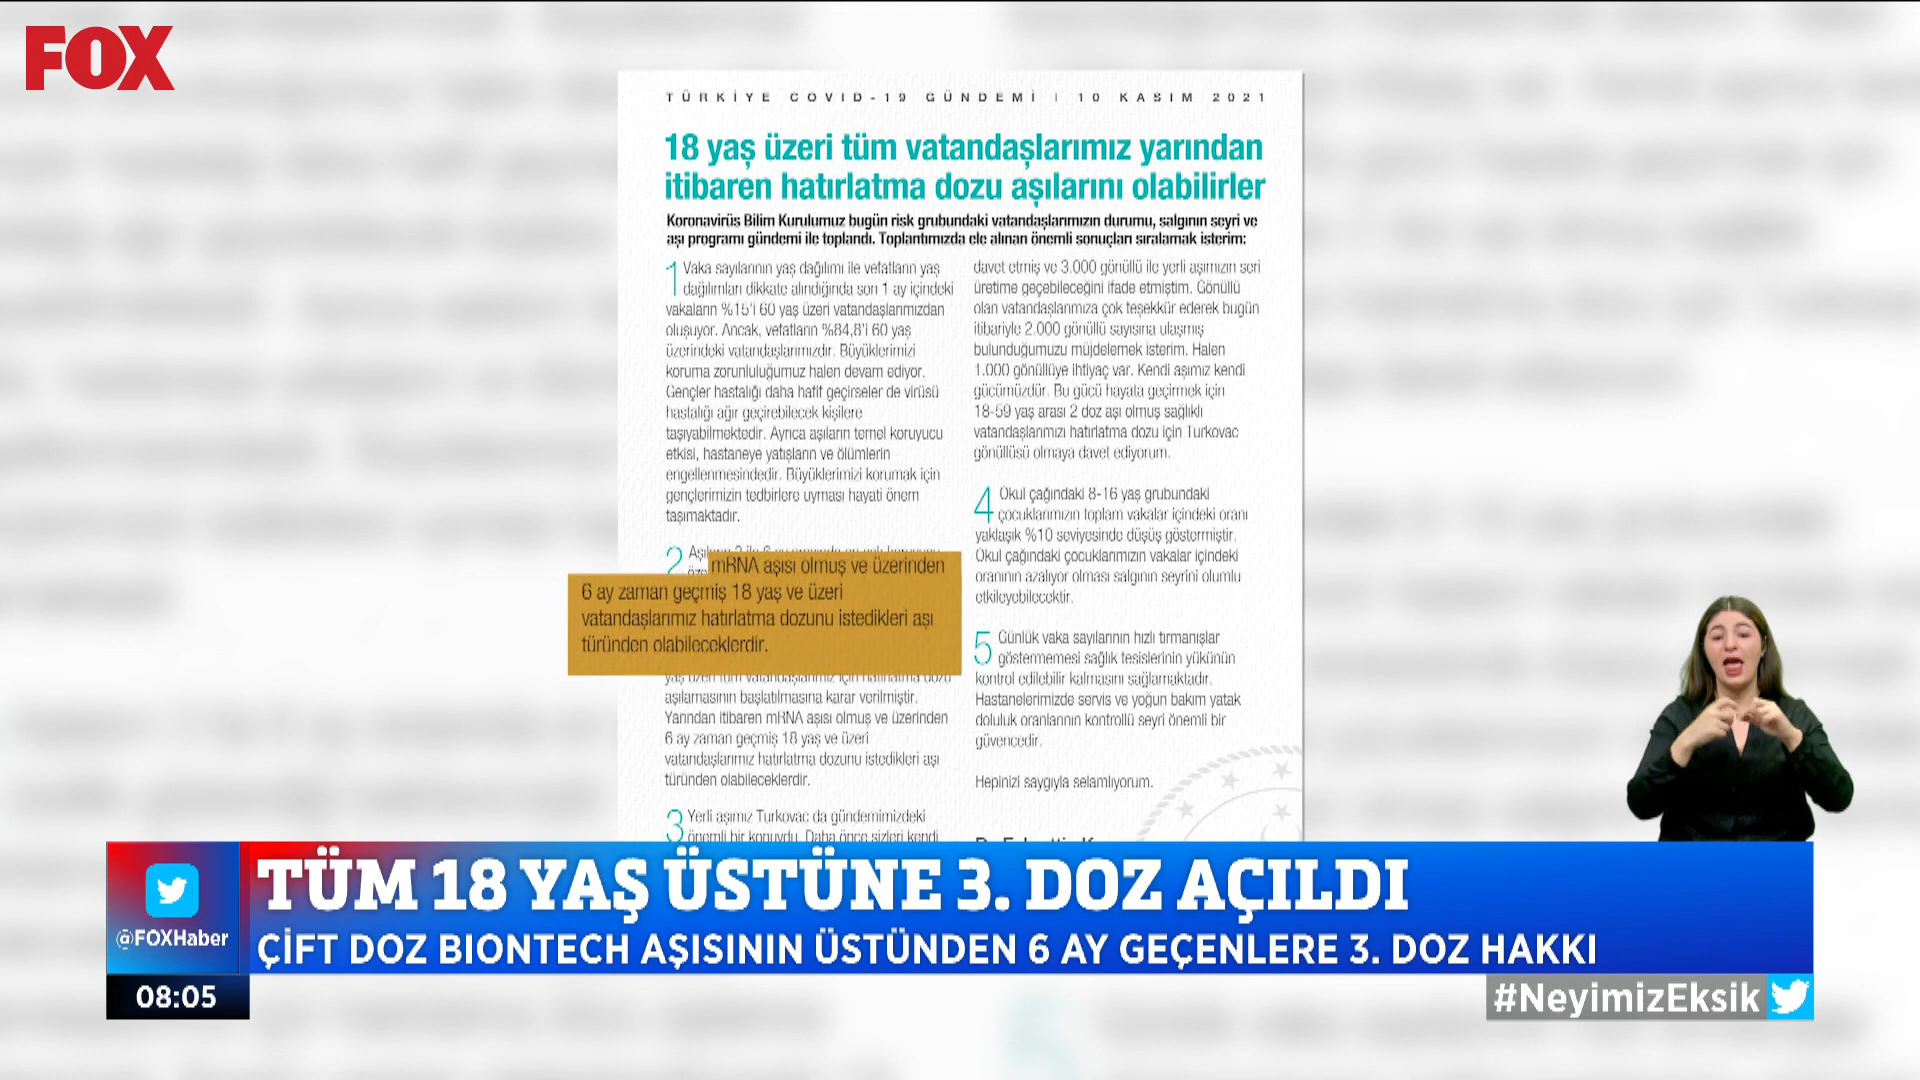 FOX
TÜRKİYE COVID-19 GÜNDEMİ | 10 KASIM 2021
18 yaş üzeri tüm vatandaşlarımız yarından
itibaren hatırlatma dozu aşılarını olabilirler
Koronavirüs Bilim Kurulumuz bugün risk grubundaki vatandaşlarımızın durumu, salgının seyri ve
aşı programı gündemi ile toplandı. Toplantımızda ele alınan önemli sonuçları sıralamak isterim:
1 Vaka sayılarının yaş dağılımı ile vefatların yaş
dağılımları dikkate alındığında son 1 ay içindeki
vakaların %15'i 60 yaş üzeri vatandaşlarımızdan
oluşuyor. Ancak, vefatların %84,8'i 60 yaş
üzerindeki vatandaşlarımızdır. Büyüklerimizi
koruma zorunluluğumuz halen devam ediyor.
Gençler hastalığı daha hafif geçirseler de virüsü
hastalığı ağır geçirebilecek kişilere
taşıyabilmektedir. Ayrıca aşıların temel koruyucu
etkisi, hastaneye yatışların ve ölümlerin
engellenmesindedir. Büyüklerimizi korumak için
gençlerimizin tedbirlere uyması hayati önem
taşımaktadır.
2
mRNA aşısı olmuş ve üzerinden
6 ay zaman geçmiş 18 yaş ve üzeri
vatandaşlarımız hatırlatma dozunu istedikleri aşı
türünden olabileceklerdir.
yaş üzeri tüm vatandaşlarımız için hatırlatma dozu
aşılamasının başlatılmasına karar verilmiştir.
Yarından itibaren mRNA aşısı olmuş ve üzerinden
6 ay zaman geçmiş 18 yaş ve üzeri
vatandaşlarımız hatırlatma dozunu istedikleri aşı
türünden olabileceklerdir.
3 Yerli aşımız Turkovac da gündemimizdeki
önemli bir konuydu. Daha önce sizleri kendi
davet etmiş ve 3.000 gönüllü ile yerli aşımızın seri
üretime geçebileceğini ifade etmiştim. Gönüllü
olan vatandaşlarımıza çok teşekkür ederek bugün
itibariyle 2.000 gönüllü sayısına ulaşmış
bulunduğumuzu müjdelemek isterim. Halen
1.000 gönüllüye ihtiyaç var. Kendi aşımız kendi
gücümüzdür. Bu gücü hayata geçirmek için
18-59 yaş arası 2 doz aşı olmuş sağlıklı
vatandaşlarımızı hatırlatma dozu için Turkovac
gönüllüsü olmaya davet ediyorum.
4 Okul çağındaki 8-16 yaş grubundaki
çocuklarımızın toplam vakalar içindeki oranı
yaklaşık %10 seviyesinde düşüş göstermiştir.
Okul çağındaki çocuklarımızın vakalar içindeki
oranının azalıyor olması salgının seyrini olumlu
etkileyebilecektir.
5 Günlük vaka sayılarının hızlı tırmanışlar
göstermemesi sağlık tesislerinin yükünün
kontrol edilebilir kalmasını sağlamaktadır.
Hastanelerimizde servis ve yoğun bakım yatak
doluluk oranlarının kontrollü seyri önemli bir
güvencedir.
Hepinizi saygıyla selamlıyorum.
TÜM 18 YAŞ ÜSTÜNE 3. DOZ AÇILDI
@FOXHaber
ÇİFT DOZ BIONTECH AŞISININ ÜSTÜNDEN 6 AY GEÇENLERE 3. DOZ HAKKI
08:05
#NeyimizEksik